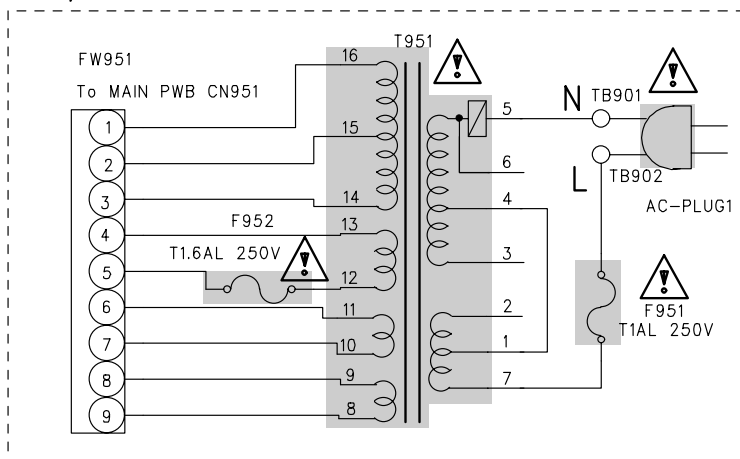 T951
FW951
To MAIN PWB CN951
16
15
14
13
12
11
10
9
8
1
2
3
4
5
6
7
8
9
F952
T1.6AL 250V
5
6
4
3
2
1
7
N
TB901
L
TB902
AC-PLUG1
F951
T1AL 250V
!
!
!
!